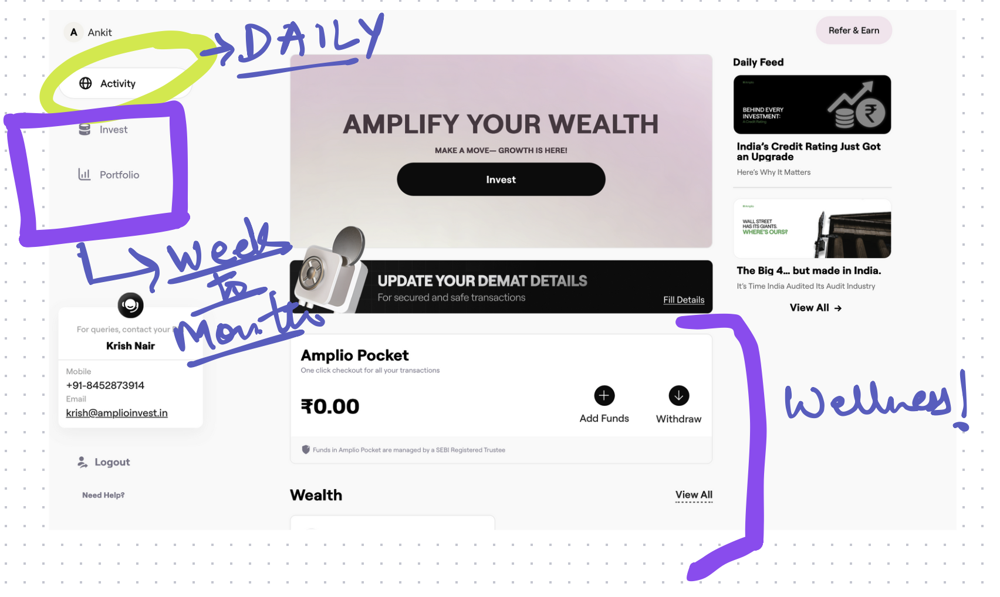 A Ankit
DAILY
Refer & Earn
Activity
Invest
Portfolio
Week
to
Month
For queries, contact your
Krish Nair
Mobile
+91-8452873914
Email
krish@amplioinvest.in
Logout
Need Help?
AMPLIFY YOUR WEALTH
MAKE A MOVE— GROWTH IS HERE!
Invest
UPDATE YOUR DEMAT DETAILS
For secured and safe transactions
Fill Details
Amplio Pocket
One click checkout for all your transactions
₹0.00
Add Funds
Withdraw
Funds in Amplio Pocket are managed by a SEBI Registered Trustee
Wealth
View All
Daily Feed
Amplio
BEHIND EVERY
INVESTMENT:
A Credit Rating
India's Credit Rating Just Got
an Upgrade
Here's Why It Matters
Amplio
WALL STREET
HAS ITS GIANTS.
WHERE'S OURS?
The Big 4... but made in India.
It's Time India Audited Its Audit Industry
View All →
Wellness!